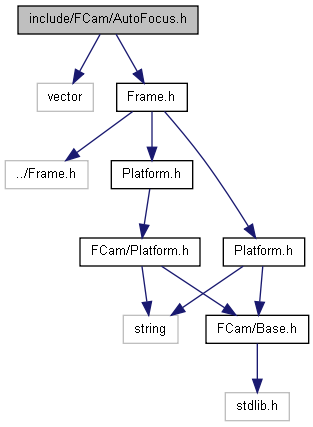 include/FCam/AutoFocus.h
vector
Frame.h
../Frame.h
Platform.h
FCam/Platform.h
Platform.h
string
FCam/Base.h
stdlib.h